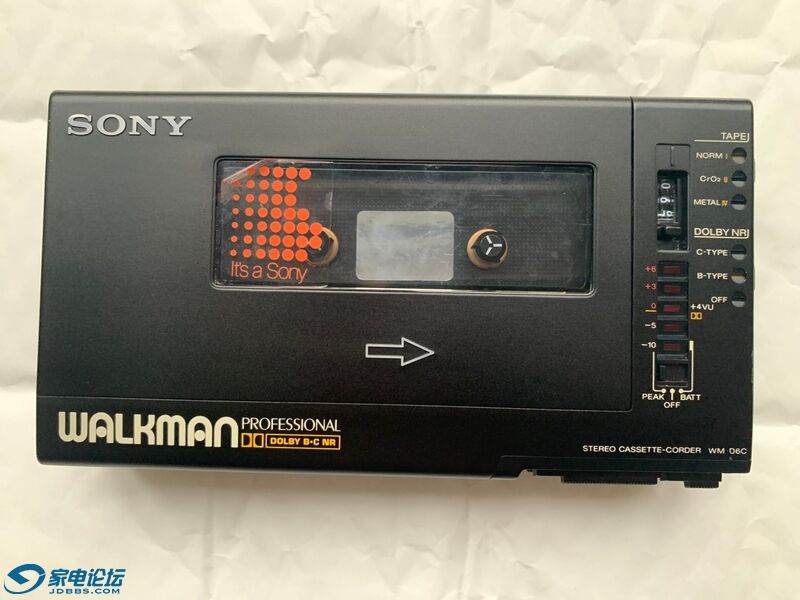 SONY
TAPE
NORM I
CrO₂ II
METAL IV
DOLBY NR
C-TYPE
B-TYPE
OFF
+6
+3
0
+4VU
-5
-10
PEAK
OFF
BATT
It's a Sony
WALKMAN
PROFESSIONAL
DOLBY B·C NR
STEREO CASSETTE-CORDER WM D6C
家电论坛
JDBBS.COM